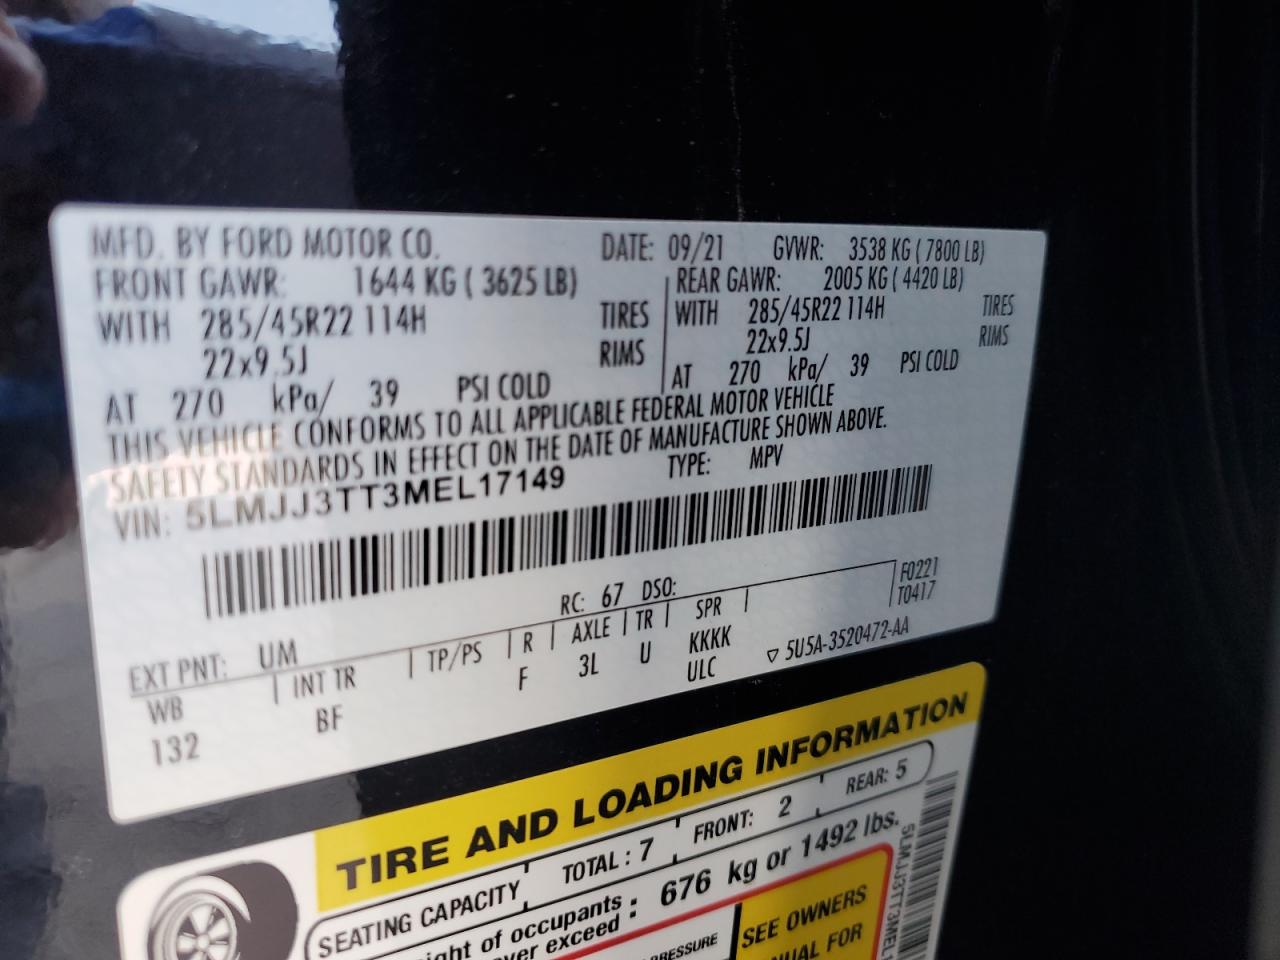 MFD. BY FORD MOTOR CO. DATE: 09/21 GVWR: 3538 KG ( 7800 LB)
FRONT GAWR: 1644 KG ( 3625 LB) REAR GAWR: 2005 KG ( 4420 LB)
WITH 285/45R22 114H TIRES WITH 285/45R22 114H TIRES
22x9.5J RIMS 22x9.5J RIMS
AT 270 kPa/ 39 PSI COLD AT 270 kPa/ 39 PSI COLD
THIS VEHICLE CONFORMS TO ALL APPLICABLE FEDERAL MOTOR VEHICLE
SAFETY STANDARDS IN EFFECT ON THE DATE OF MANUFACTURE SHOWN ABOVE.
VIN: 5LMJJ3TT3MEL17149 TYPE: MPV
F0221
T0417
EXT PNT: UM RC: 67 DSO:
WB INT TR TP/PS R AXLE TR SPR
132 BF F 3L U KKKK
ULC
▽ 5U5A-3520472-AA
TIRE AND LOADING INFORMATION
SEATING CAPACITY TOTAL : 7 FRONT: 2 REAR: 5
of occupants
exceed : 676 kg or 1492 lbs.
SEE OWNERS
FOR
5LMJJ3TT3MEL